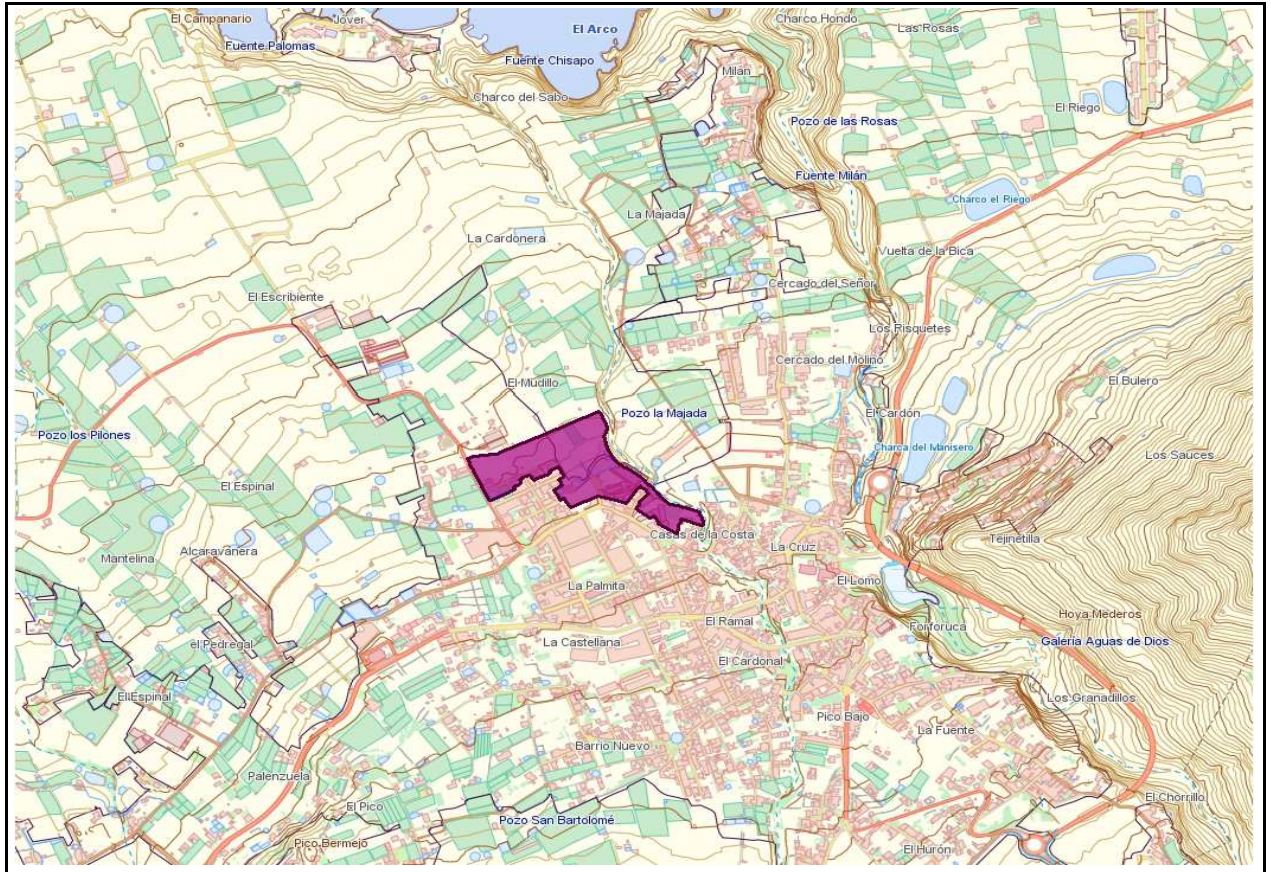 El Campanario
Jover
El Arco
Charco Hondo
Las Rosas
Fuente Palomas
Fuente Chisapo
Milán
Charco del Sabo
El Riego
Pozo de las Rosas
Fuente Milán
Charco el Riego
La Majada
La Cardonera
Vuelta de la Bica
Cercado del Señor
El Escribiente
Los Risquetes
Cercado del Molino
El Mudillo
El Bulero
Pozo la Majada
El Cardón
Pozo los Pilones
Charca del Manisero
Los Sauces
El Espinal
Casas de la Costa
Tejinetilla
La Cruz
Alcaravanera
Mantelina
La Palmita
El Lomo
Hoya Mederos
El Ramal
Forforuca
el Pedregal
La Castellana
Galería Aguas de Dios
El Cardonal
El Espinal
Los Granadillos
Pico Bajo
La Fuente
Barrio Nuevo
Palenzuela
El Chorrillo
El Pico
Pozo San Bartolomé
Pico Bermejo
El Hurón